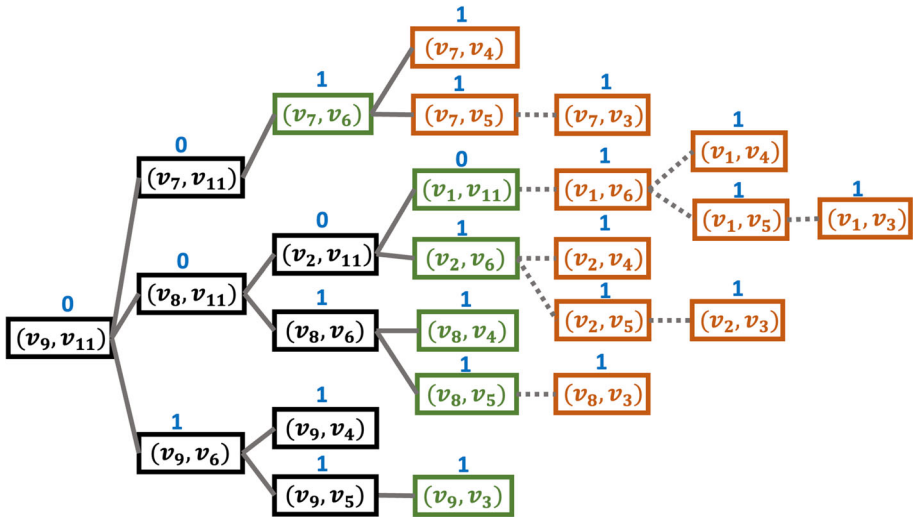 1
(v₇, v₄)
1
(v₇, v₆)
1
(v₇, v₅)
1
(v₇, v₃)
0
(v₇, v₁₁)
0
(v₁, v₁₁)
1
(v₁, v₆)
1
(v₁, v₄)
1
(v₁, v₅)
1
(v₁, v₃)
0
(v₂, v₁₁)
1
(v₂, v₆)
1
(v₂, v₄)
0
(v₈, v₁₁)
1
(v₂, v₅)
1
(v₂, v₃)
0
(v₉, v₁₁)
1
(v₈, v₆)
1
(v₈, v₄)
1
(v₈, v₅)
1
(v₈, v₃)
1
(v₉, v₆)
1
(v₉, v₄)
1
(v₉, v₅)
1
(v₉, v₃)